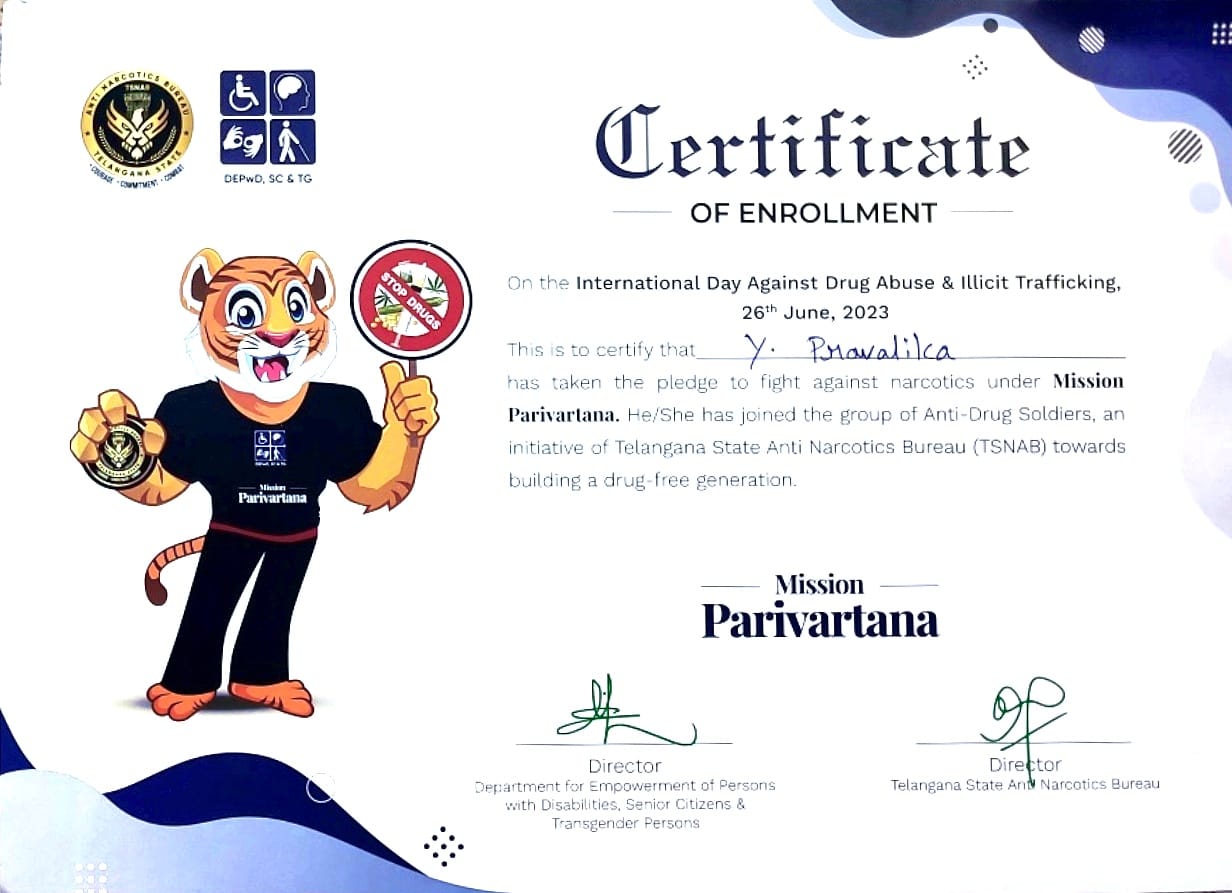 ANTI NARCOTICS BUREAU
TSNAB
TELANGANA STATE
COURAGE - COMMITMENT - COMBAT
DEPwD, SC & TG
Certificate
OF ENROLLMENT
On the International Day Against Drug Abuse & Illicit Trafficking,
26th June, 2023
This is to certify that Y. Pravalika
has taken the pledge to fight against narcotics under Mission
Parivartana. He/She has joined the group of Anti-Drug Soldiers, an
initiative of Telangana State Anti Narcotics Bureau (TSNAB) towards
building a drug-free generation.
STOP DRUGS
DEPwD, SC & TG
Mission
Parivartana
Mission
Parivartana
Director
Department for Empowerment of Persons
with Disabilities, Senior Citizens &
Transgender Persons
Director
Telangana State Anti Narcotics Bureau